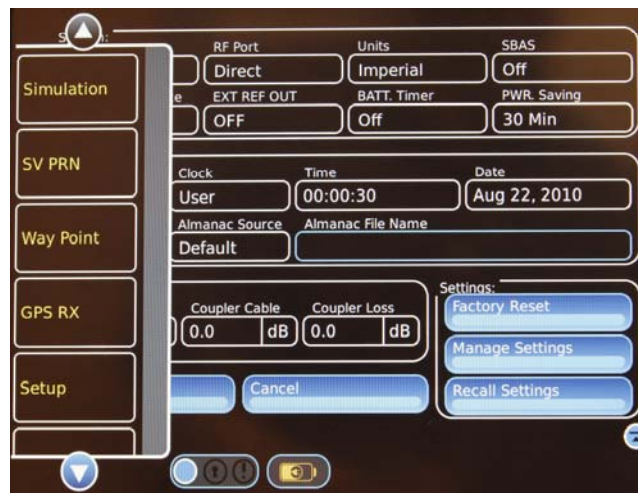 RF Port Units SBAS
Simulation Direct Imperial Off
EXT REF OUT BATT. Timer PWR. Saving
OFF Off 30 Min
SV PRN
Clock Time Date
User 00:00:30 Aug 22, 2010
Almanac Source Almanac File Name
Way Point Default
Settings:
GPS RX Coupler Cable Coupler Loss Factory Reset
0.0 dB 0.0 dB
Manage Settings
Setup Cancel Recall Settings